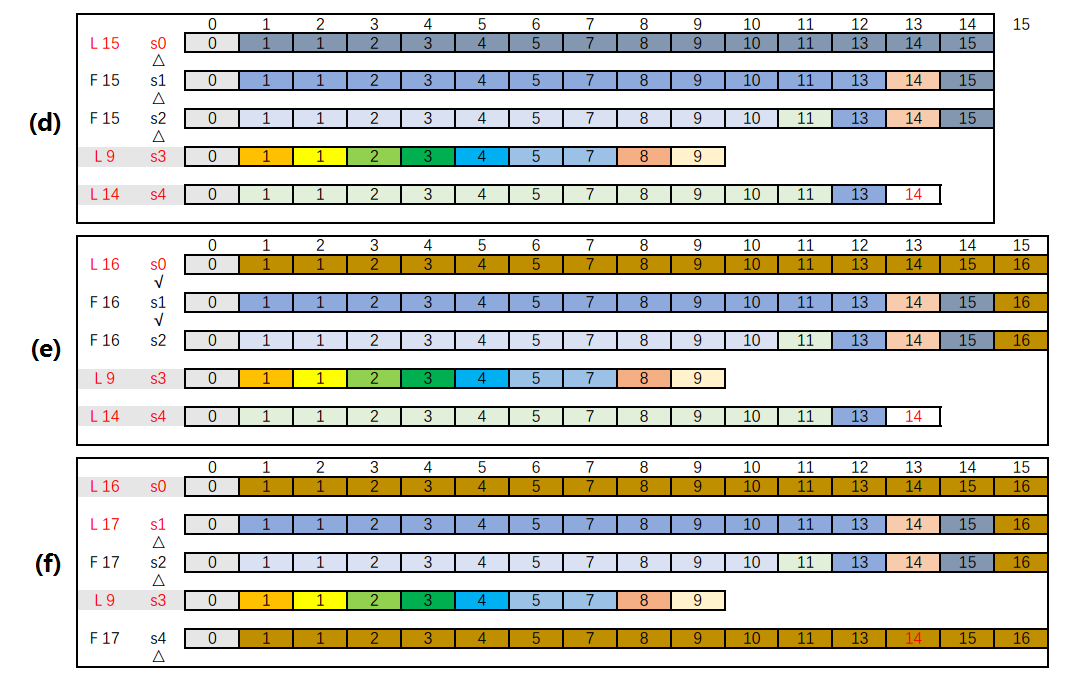 0 1 2 3 4 5 6 7 8 9 10 11 12 13 14 15
L 15 s0 0 1 1 2 3 4 5 7 8 9 10 11 13 14 15
△
F 15 s1 0 1 1 2 3 4 5 7 8 9 10 11 13 14 15
△
(d) F 15 s2 0 1 1 2 3 4 5 7 8 9 10 11 13 14 15
△
L 9 s3 0 1 1 2 3 4 5 7 8 9
L 14 s4 0 1 1 2 3 4 5 7 8 9 10 11 13 14
0 1 2 3 4 5 6 7 8 9 10 11 12 13 14 15
L 16 s0 0 1 1 2 3 4 5 7 8 9 10 11 13 14 15 16
√
F 16 s1 0 1 1 2 3 4 5 7 8 9 10 11 13 14 15 16
√
(e) F 16 s2 0 1 1 2 3 4 5 7 8 9 10 11 13 14 15 16
L 9 s3 0 1 1 2 3 4 5 7 8 9
L 14 s4 0 1 1 2 3 4 5 7 8 9 10 11 13 14
0 1 2 3 4 5 6 7 8 9 10 11 12 13 14 15
L 16 s0 0 1 1 2 3 4 5 7 8 9 10 11 13 14 15 16
L 17 s1 0 1 1 2 3 4 5 7 8 9 10 11 13 14 15 16
△
(f) F 17 s2 0 1 1 2 3 4 5 7 8 9 10 11 13 14 15 16
△
L 9 s3 0 1 1 2 3 4 5 7 8 9
F 17 s4 0 1 1 2 3 4 5 7 8 9 10 11 13 14 15 16
△